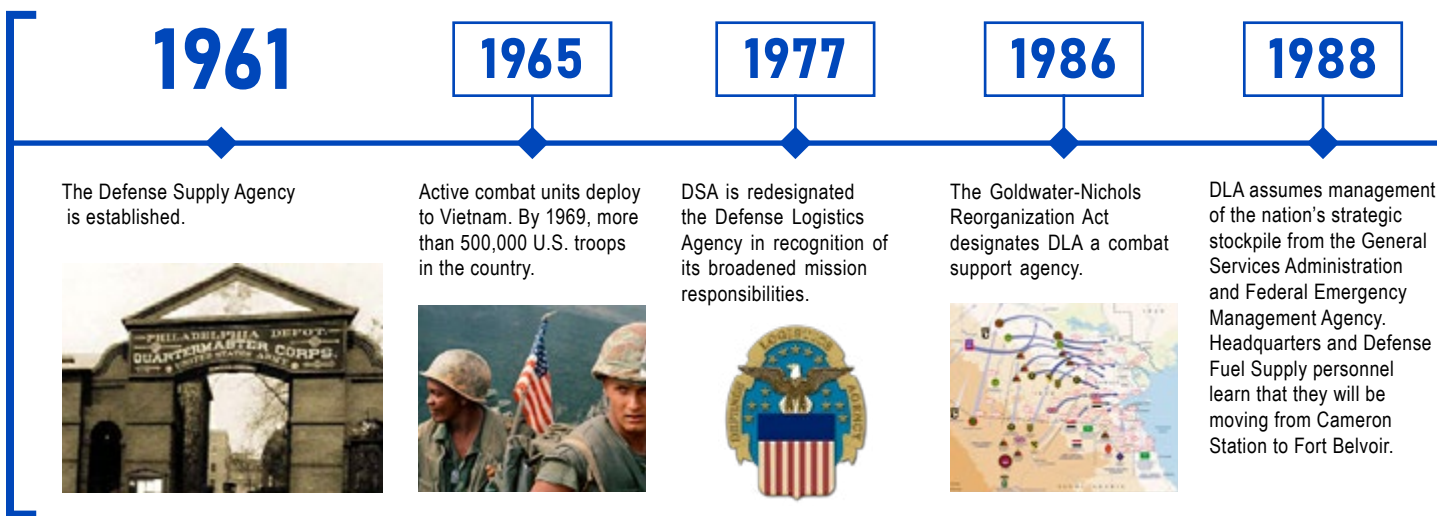 1961
The Defense Supply Agency
is established.
PHILADELPHIA DEPOT.
QUARTERMASTER CORPS.
UNITED STATES ARMY
1965
Active combat units deploy
to Vietnam. By 1969, more
than 500,000 U.S. troops
in the country.
1977
DSA is redesignated
the Defense Logistics
Agency in recognition of
its broadened mission
responsibilities.
LOGISTICS
DEFENSE
AGENCY
1986
The Goldwater-Nichols
Reorganization Act
designates DLA a combat
support agency.
1988
DLA assumes management
of the nation’s strategic
stockpile from the General
Services Administration
and Federal Emergency
Management Agency.
Headquarters and Defense
Fuel Supply personnel
learn that they will be
moving from Cameron
Station to Fort Belvoir.